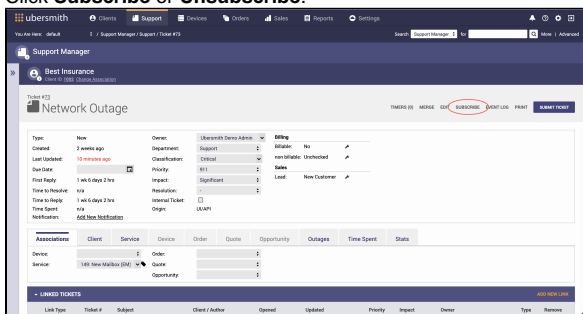 Click Subscribe or Unsubscribe.
ubersmith Clients Support Devices Orders Sales Reports Settings
You Are Here: default / Support Manager / Support / Ticket #73 Search Support Manager for More | Advanced
Support Manager
Best Insurance
Client ID: 1002 Change Association
Ticket #73
Network Outage
TIMERS (0) MERGE EDIT SUBSCRIBE EVENT LOG PRINT SUBMIT TICKET
Type: New Owner: Ubersmith Demo Admin Billing
Created: 2 weeks ago Department: Support Billable: No
Last Updated: 10 minutes ago Classification: Critical non billable: Unchecked
Due Date: Priority: 911 Sales
First Reply: 1 wk 6 days 2 hrs Impact: Significant Lead: New Customer
Time to Resolve: n/a Resolution: -
Time to Reply: 1 wk 6 days 2 hrs Internal Ticket:
Time Spent: n/a Origin: UI/API
Notification: Add New Notification
Associations Client Service Device Order Quote Opportunity Outages Time Spent Stats
Device: Order:
Service: 149: New Mailbox (EM) Quote:
Opportunity:
LINKED TICKETS ADD NEW LINK
Link Type Ticket # Subject Client / Author Opened Updated Priority Impact Owner Type Remove